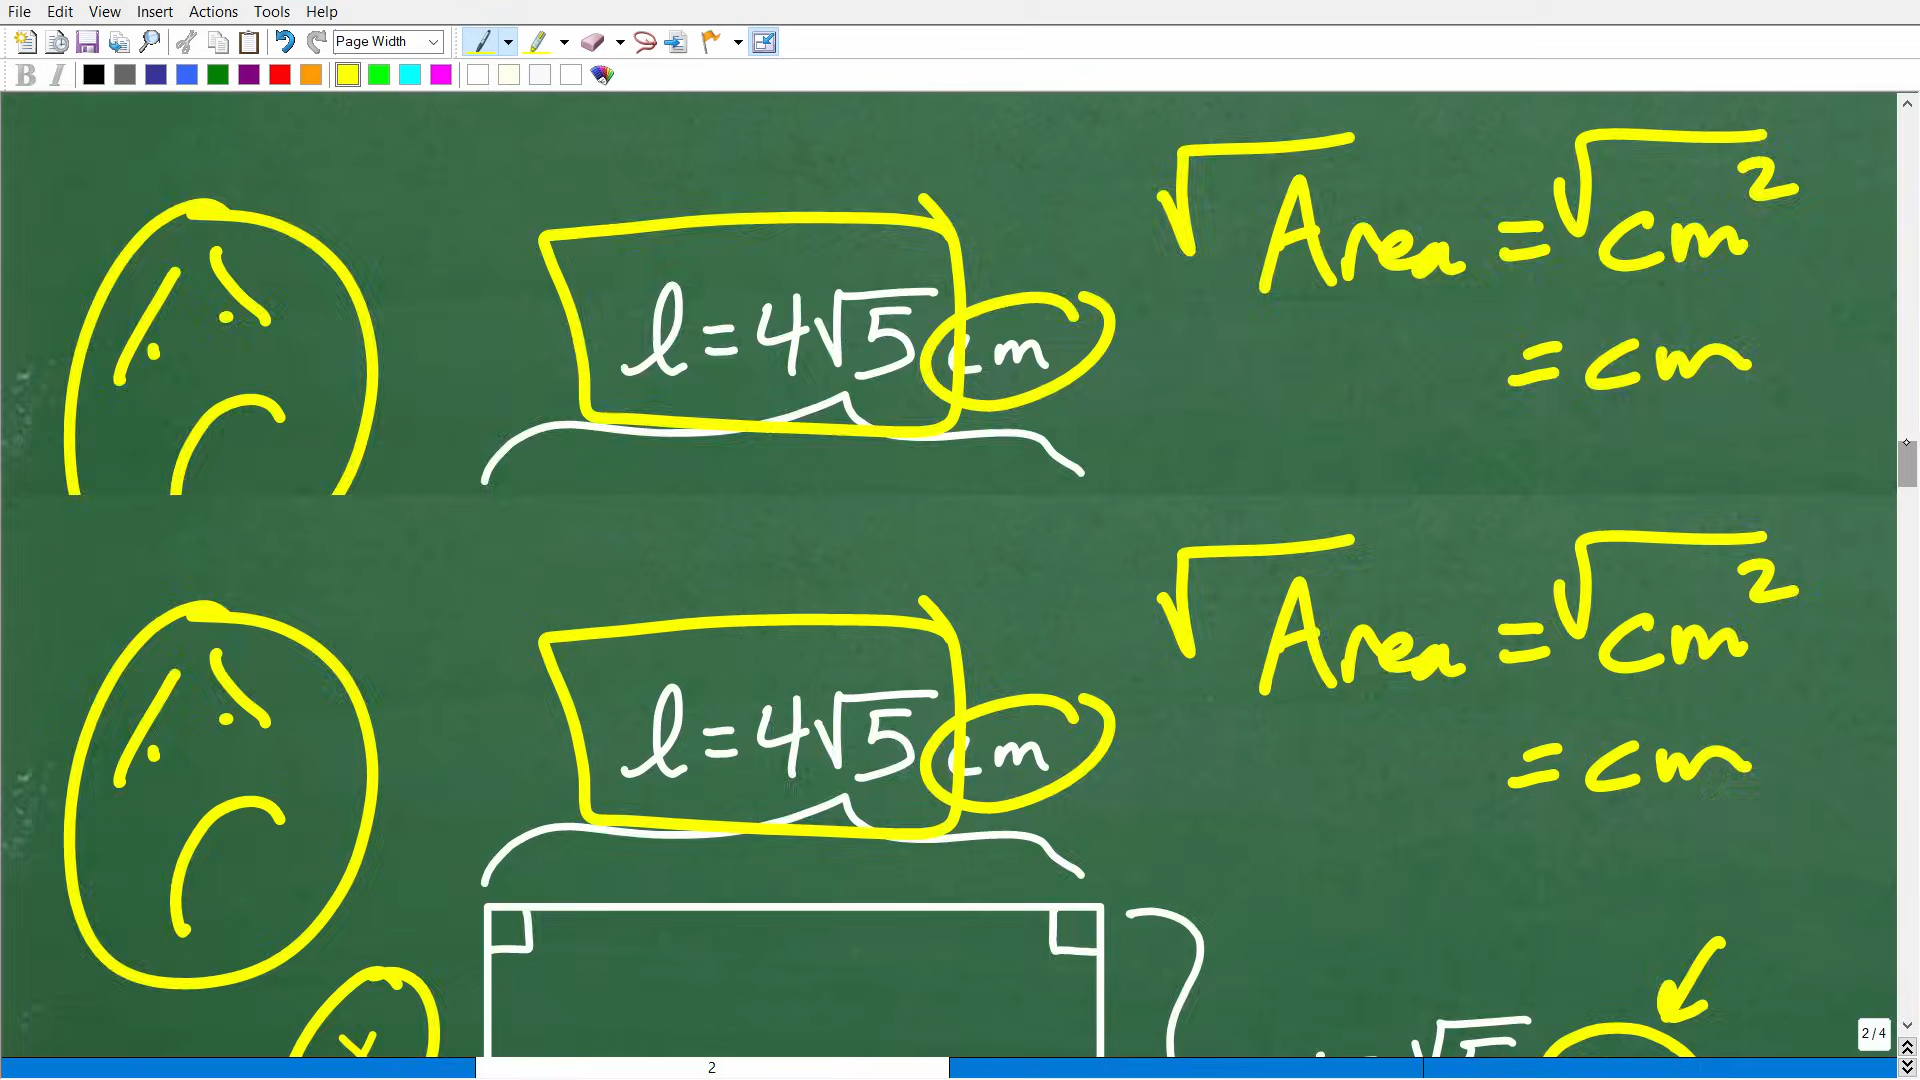 File Edit View Insert Actions Tools Help
Page Width
B I
√Area = √cm²
l = 4√5 cm
= cm
√Area = √cm²
l = 4√5 cm
= cm
2 / 4
2